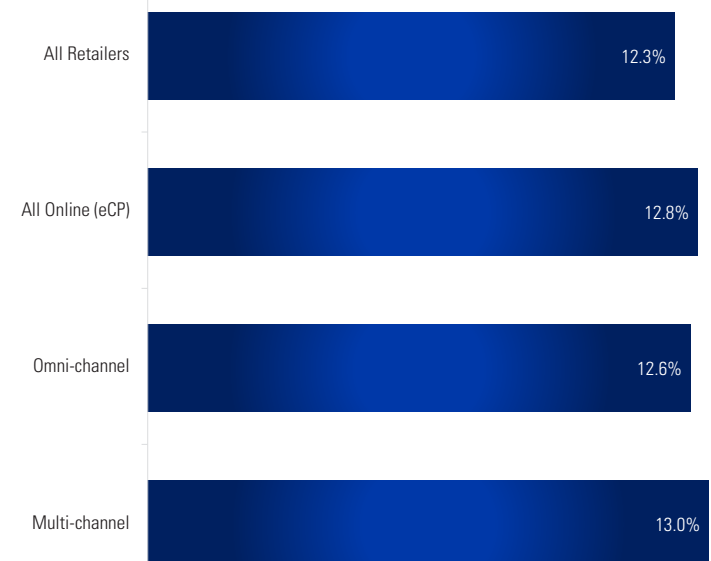 All Retailers 12.3%
All Online (eCP) 12.8%
Omni-channel 12.6%
Multi-channel 13.0%